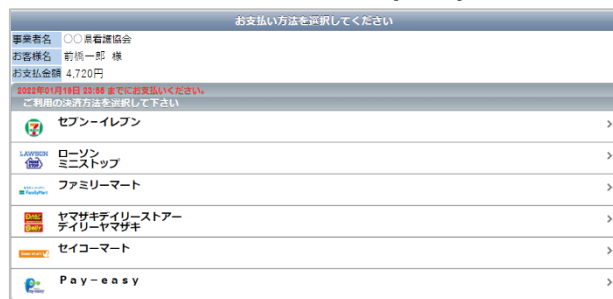 お支払い方法を選択してください
事業者名 〇〇県看護協会
お客様名 前橋一郎 様
お支払金額 4,720円
2022年01月19日 23:55 までにお支払いください。
ご利用の決済方法を選択して下さい
セブン−イレブン
LAWSON ローソン
ミニストップ
FamilyMart ファミリーマート
ヤマザキデイリーストアー
Daily デイリーヤマザキ
セイコーマート
Pay−easy